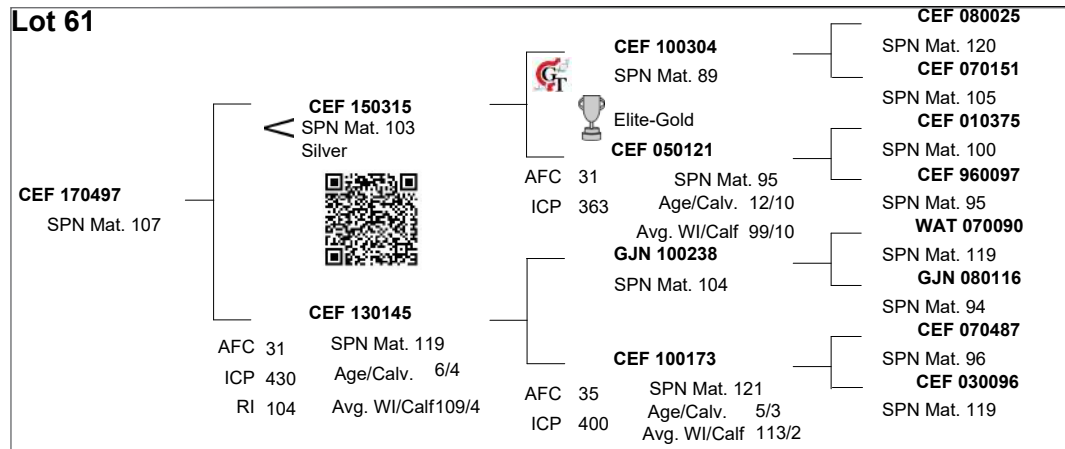 Lot 61
CEF 170497
SPN Mat. 107
CEF 150315
SPN Mat. 103
Silver
CEF 130145
AFC 31 SPN Mat. 119
ICP 430 Age/Calv. 6/4
RI 104 Avg. WI/Calf109/4
GT
CEF 100304
SPN Mat. 89
Elite-Gold
CEF 050121
AFC 31 SPN Mat. 95
ICP 363 Age/Calv. 12/10
Avg. WI/Calf 99/10
GJN 100238
SPN Mat. 104
CEF 100173
AFC 35 SPN Mat. 121
ICP 400 Age/Calv. 5/3
Avg. WI/Calf 113/2
CEF 080025
SPN Mat. 120
CEF 070151
SPN Mat. 105
CEF 010375
SPN Mat. 100
CEF 960097
SPN Mat. 95
WAT 070090
SPN Mat. 119
GJN 080116
SPN Mat. 94
CEF 070487
SPN Mat. 96
CEF 030096
SPN Mat. 119